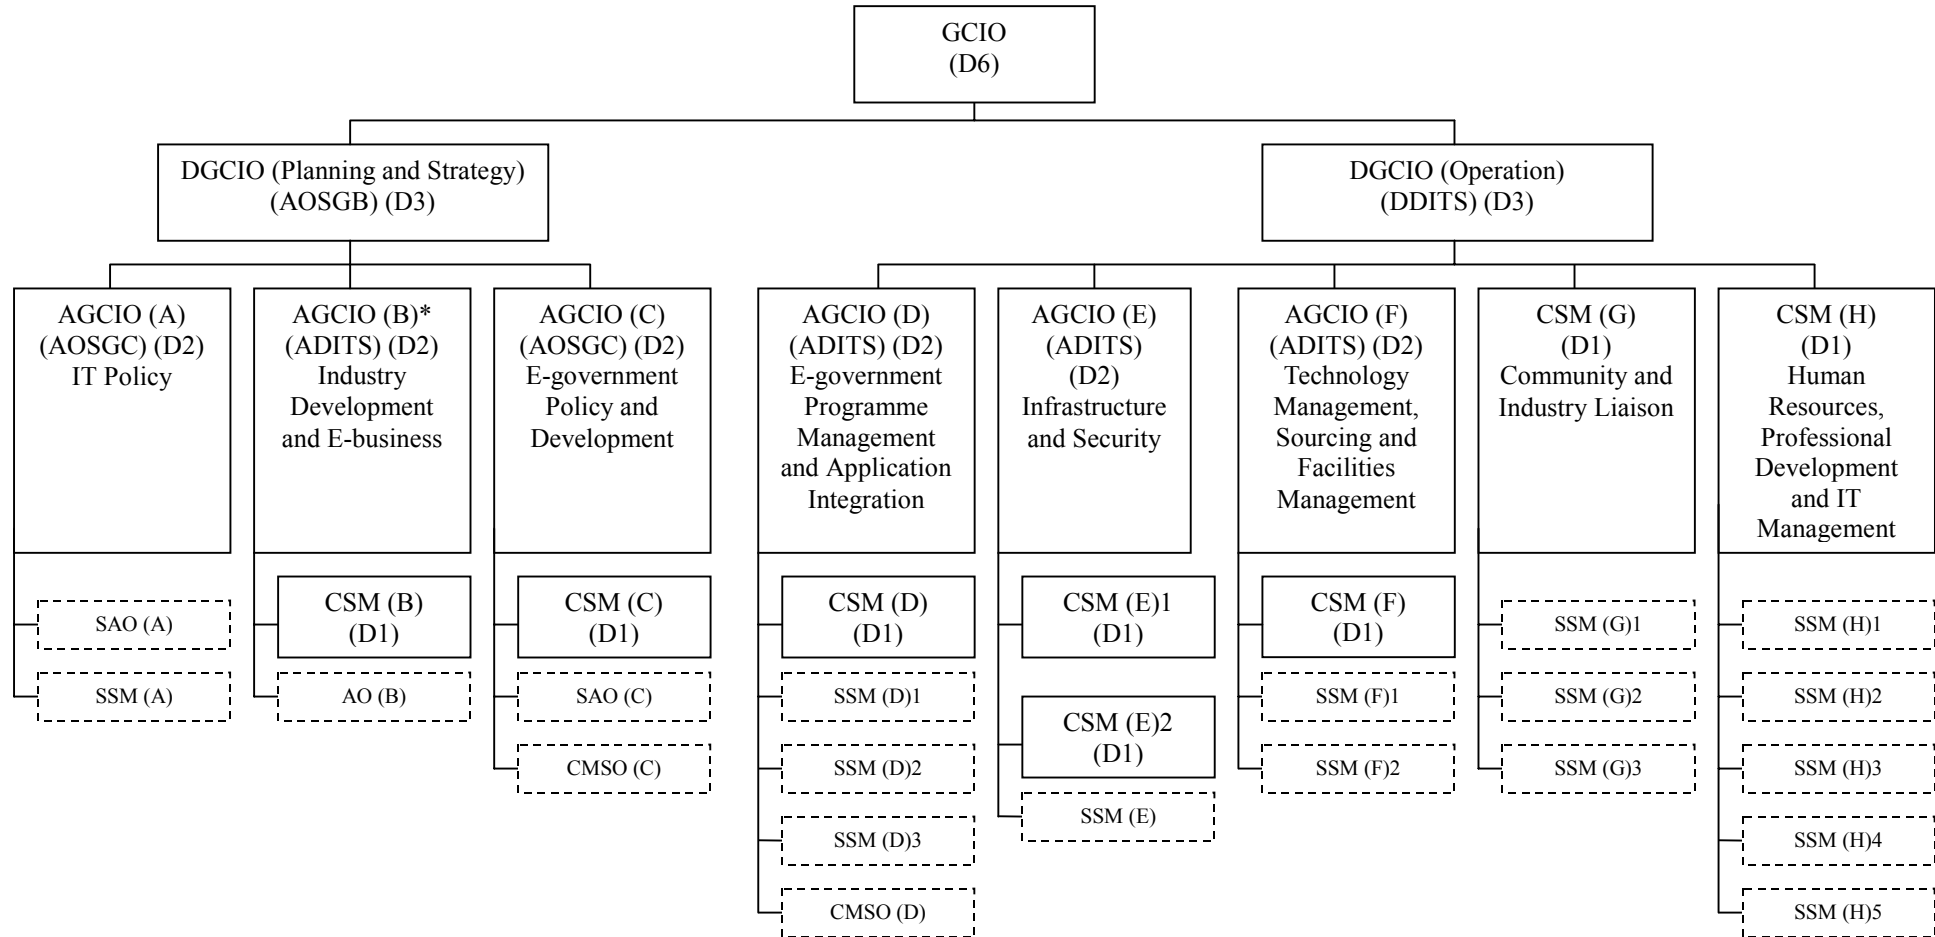 GCIO
(D6)
DGCIO (Planning and Strategy)
(AOSGB) (D3)
DGCIO (Operation)
(DDITS) (D3)
AGCIO (A)
(AOSGC) (D2)
IT Policy
AGCIO (B)*
(ADITS) (D2)
Industry
Development
and E-business
AGCIO (C)
(AOSGC) (D2)
E-government
Policy and
Development
AGCIO (D)
(ADITS) (D2)
E-government
Programme
Management
and Application
Integration
AGCIO (E)
(ADITS)
(D2)
Infrastructure
and Security
AGCIO (F)
(ADITS) (D2)
Technology
Management,
Sourcing and
Facilities
Management
CSM (G)
(D1)
Community and
Industry Liaison
CSM (H)
(D1)
Human
Resources,
Professional
Development
and IT
Management
SAO (A)
SSM (A)
CSM (B)
(D1)
AO (B)
CSM (C)
(D1)
SAO (C)
CMSO (C)
CSM (D)
(D1)
SSM (D)1
SSM (D)2
SSM (D)3
CMSO (D)
CSM (E)1
(D1)
CSM (E)2
(D1)
SSM (E)
CSM (F)
(D1)
SSM (F)1
SSM (F)2
SSM (G)1
SSM (G)2
SSM (G)3
SSM (H)1
SSM (H)2
SSM (H)3
SSM (H)4
SSM (H)5